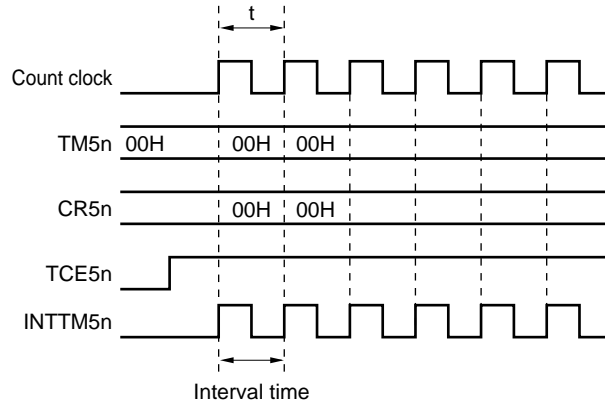 t
Count clock
TM5n 00H 00H 00H
CR5n 00H 00H
TCE5n
INTTM5n
Interval time